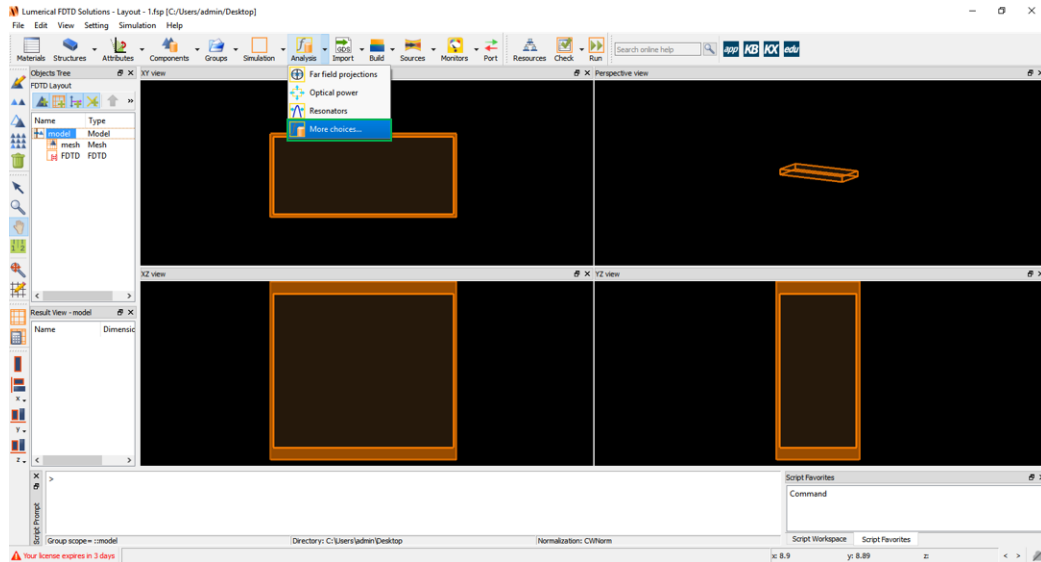 Lumerical FDTD Solutions - Layout - 1.fsp [C:/Users/admin/Desktop]
File Edit View Setting Simulation Help
Materials Structures Attributes Components Groups Simulation Analysis Import Build Sources Monitors Port Resources Check Run Search online help app KB KX edu
GDS
Far field projections
Optical power
Resonators
More choices...
Objects Tree
XY view
Perspective view
FDTD Layout
Name Type
model Model
mesh Mesh
FDTD FDTD
XZ view
YZ view
Result View - model
Name Dimensic
x
y
z
>
Script Prompt
Group scope= ::model
Directory: C:\Users\admin\Desktop
Normalization: CWNorm
Script Favorites
Command
Script Workspace Script Favorites
Your license expires in 3 days
x: 8.9 y: 8.89 z: